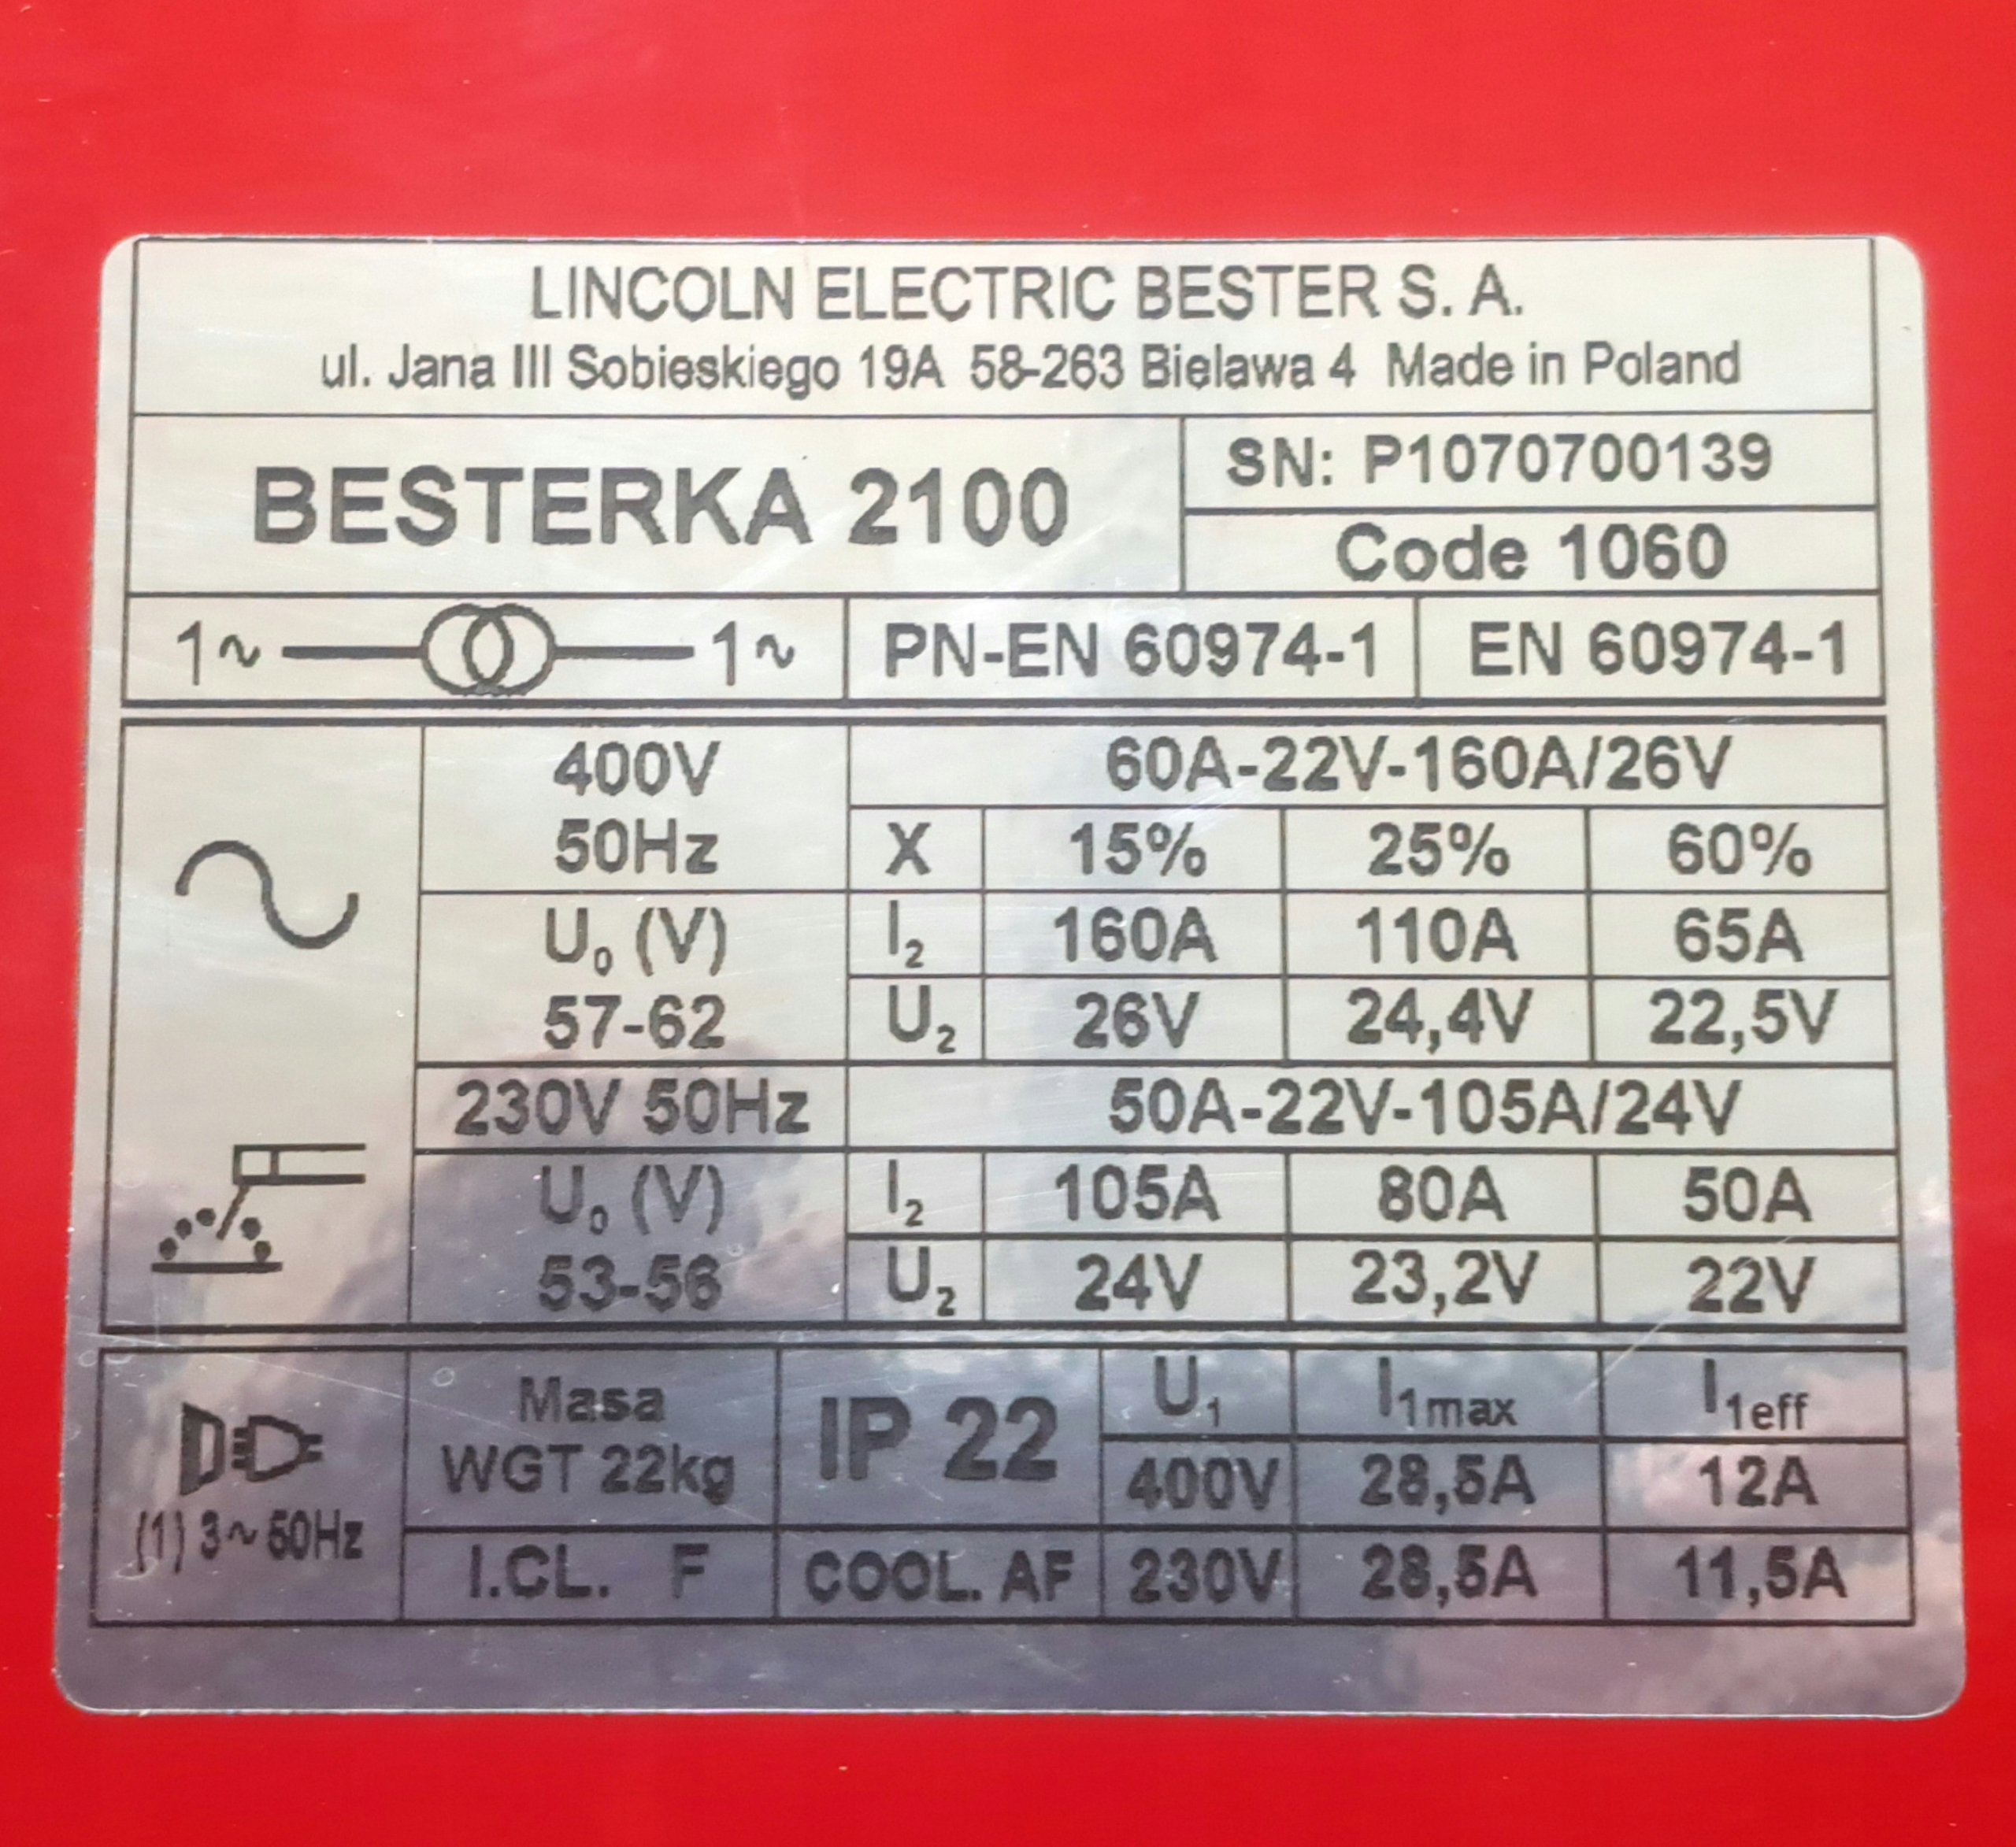 LINCOLN ELECTRIC BESTER S. A.
ul. Jana III Sobieskiego 19A 58-263 Bielawa 4 Made in Poland
BESTERKA 2100
SN: P1070700139
Code 1060
1~ 1~
PN-EN 60974-1
EN 60974-1
400V
50Hz
60A-22V-160A/26V
X 15% 25% 60%
U₀ (V)
57-62
I₂ 160A 110A 65A
U₂ 26V 24,4V 22,5V
230V 50Hz
50A-22V-105A/24V
U₀ (V)
53-56
I₂ 105A 80A 50A
U₂ 24V 23,2V 22V
(1) 3~ 50Hz
Masa
WGT 22kg
IP 22
U₁ I₁max I₁eff
400V 28,5A 12A
I.CL. F
COOL. AF
230V 28,5A 11,5A